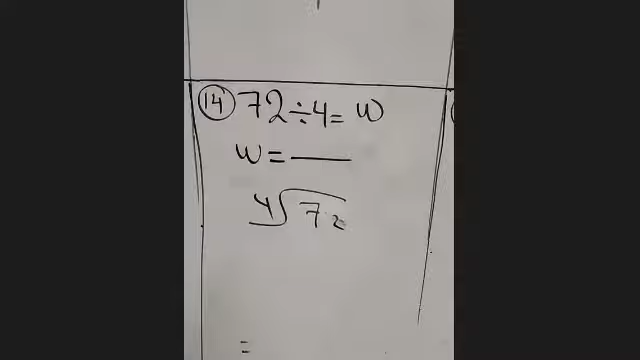 14 72÷4= W
W = ___
4√72
=